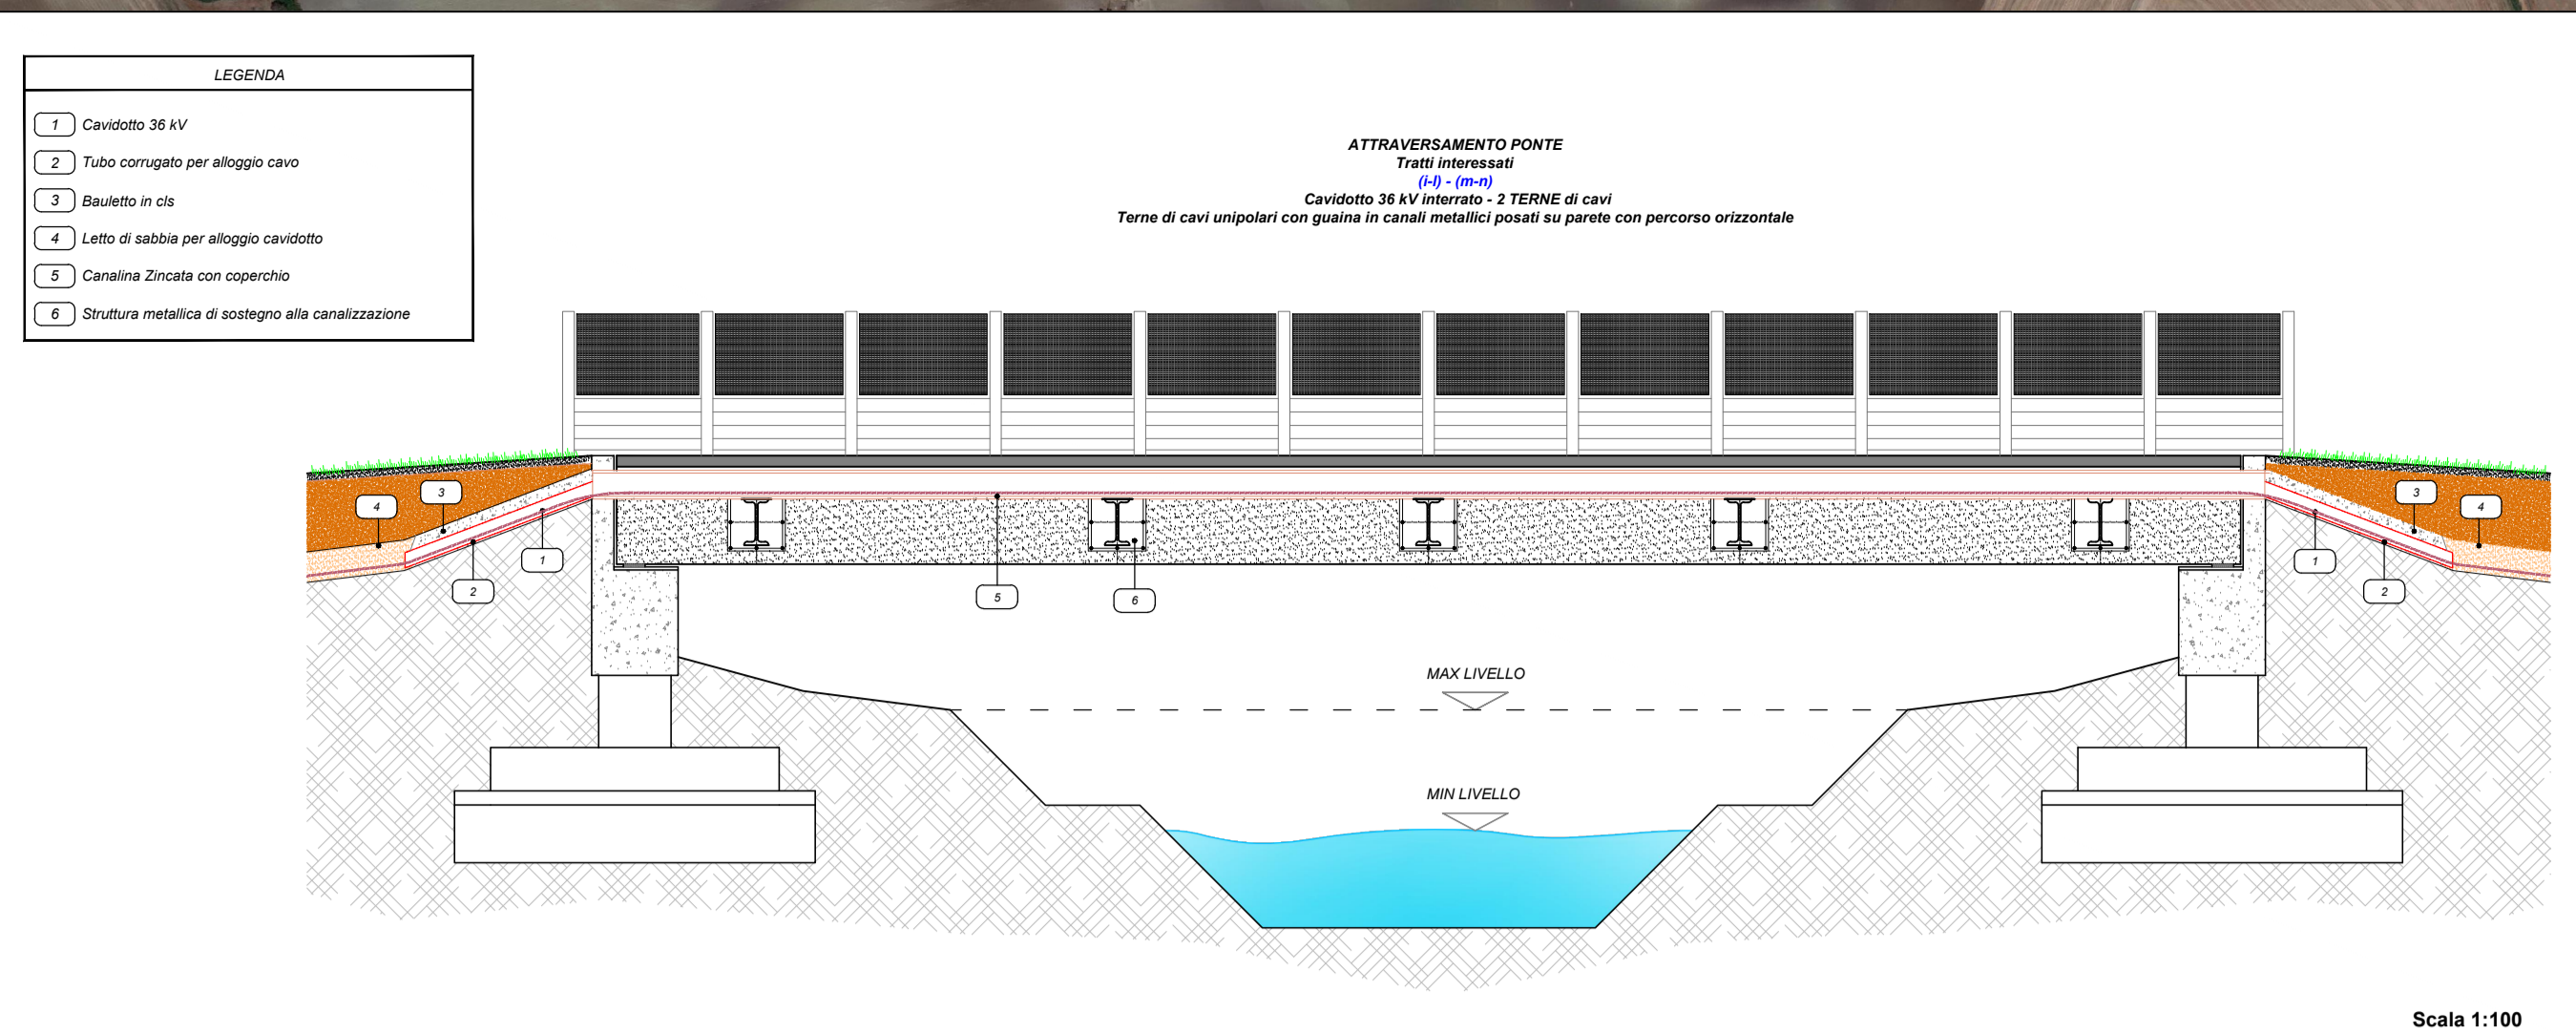 LEGENDA
1 Cavidotto 36 kV
2 Tubo corrugato per alloggio cavo
3 Bauletto in cls
4 Letto di sabbia per alloggio cavidotto
5 Canalina Zincata con coperchio
6 Struttura metallica di sostegno alla canalizzazione
ATTRAVERSAMENTO PONTE
Tratti interessati
(i-l) - (m-n)
Cavidotto 36 kV interrato - 2 TERNE di cavi
Terne di cavi unipolari con guaina in canali metallici posati su parete con percorso orizzontale
4
3
1
2
5
6
3
4
1
2
MAX LIVELLO
MIN LIVELLO
Scala 1:100